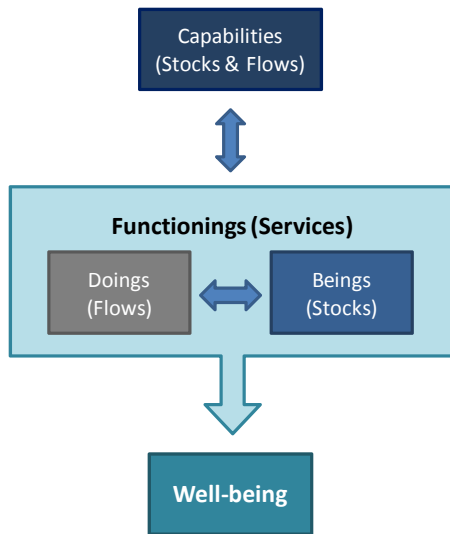 Capabilities
(Stocks & Flows)
Functionings (Services)
Doings
(Flows)
Beings
(Stocks)
Well-being